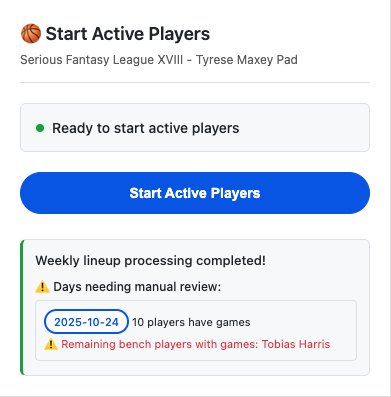 🏀 Start Active Players
Serious Fantasy League XVIII - Tyrese Maxey Pad
Ready to start active players
Start Active Players
Weekly lineup processing completed!
⚠️ Days needing manual review:
2025-10-24 10 players have games
⚠️ Remaining bench players with games: Tobias Harris